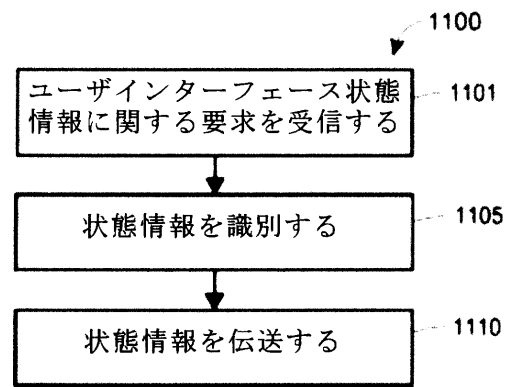 1100
ユーザインターフェース状態
情報に関する要求を受信する
1101
状態情報を識別する
1105
状態情報を伝送する
1110